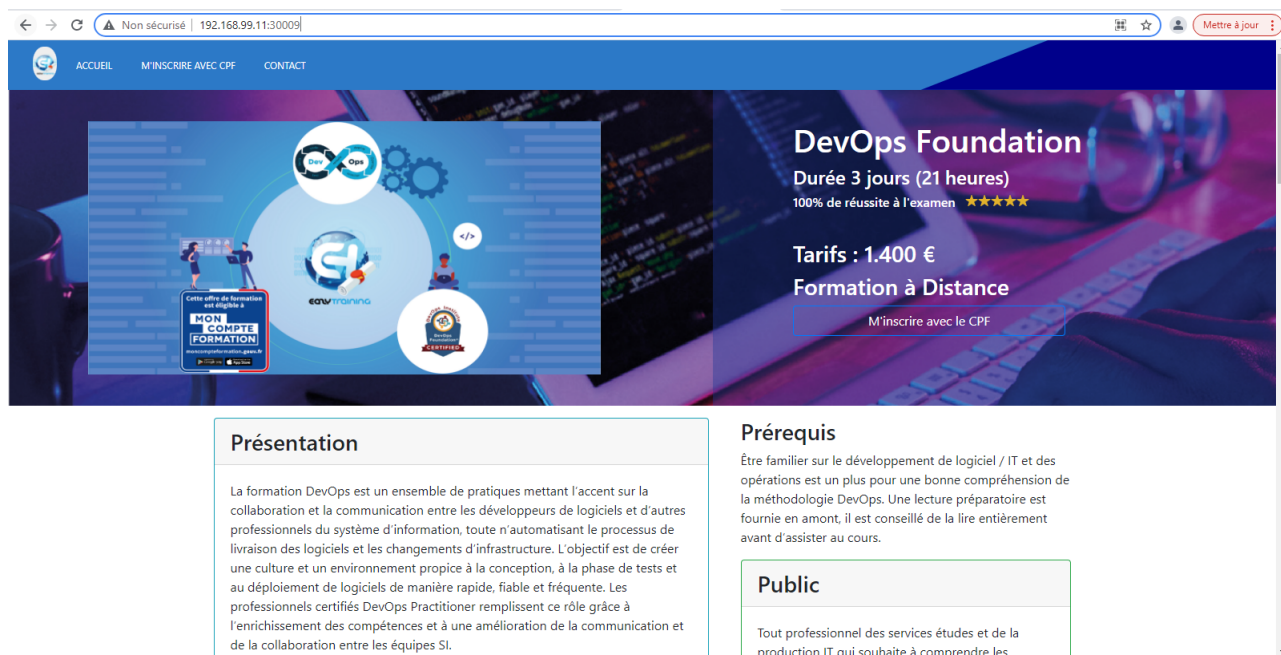 Non sécurisé | 192.168.99.11:30009
Mettre à jour
ACCUEIL M'INSCRIRE AVEC CPF CONTACT
Dev Ops
</>
EAZYTRAINING
Cette offre de formation
est éligible à
MON
COMPTE
FORMATION
moncompteformation.gouv.fr
DevOps
Foundation
CERTIFIED
DevOps Foundation
Durée 3 jours (21 heures)
100% de réussite à l'examen ★★★★★
Tarifs : 1.400 €
Formation à Distance
M'inscrire avec le CPF
Présentation
La formation DevOps est un ensemble de pratiques mettant l'accent sur la
collaboration et la communication entre les développeurs de logiciels et d'autres
professionnels du système d'information, toute n'automatisant le processus de
livraison des logiciels et les changements d'infrastructure. L'objectif est de créer
une culture et un environnement propice à la conception, à la phase de tests et
au déploiement de logiciels de manière rapide, fiable et fréquente. Les
professionnels certifiés DevOps Practitioner remplissent ce rôle grâce à
l'enrichissement des compétences et à une amélioration de la communication et
de la collaboration entre les équipes SI.
Prérequis
Être familier sur le développement de logiciel / IT et des
opérations est un plus pour une bonne compréhension de
la méthodologie DevOps. Une lecture préparatoire est
fournie en amont, il est conseillé de la lire entièrement
avant d'assister au cours.
Public
Tout professionnel des services études et de la
production IT qui souhaite à comprendre les